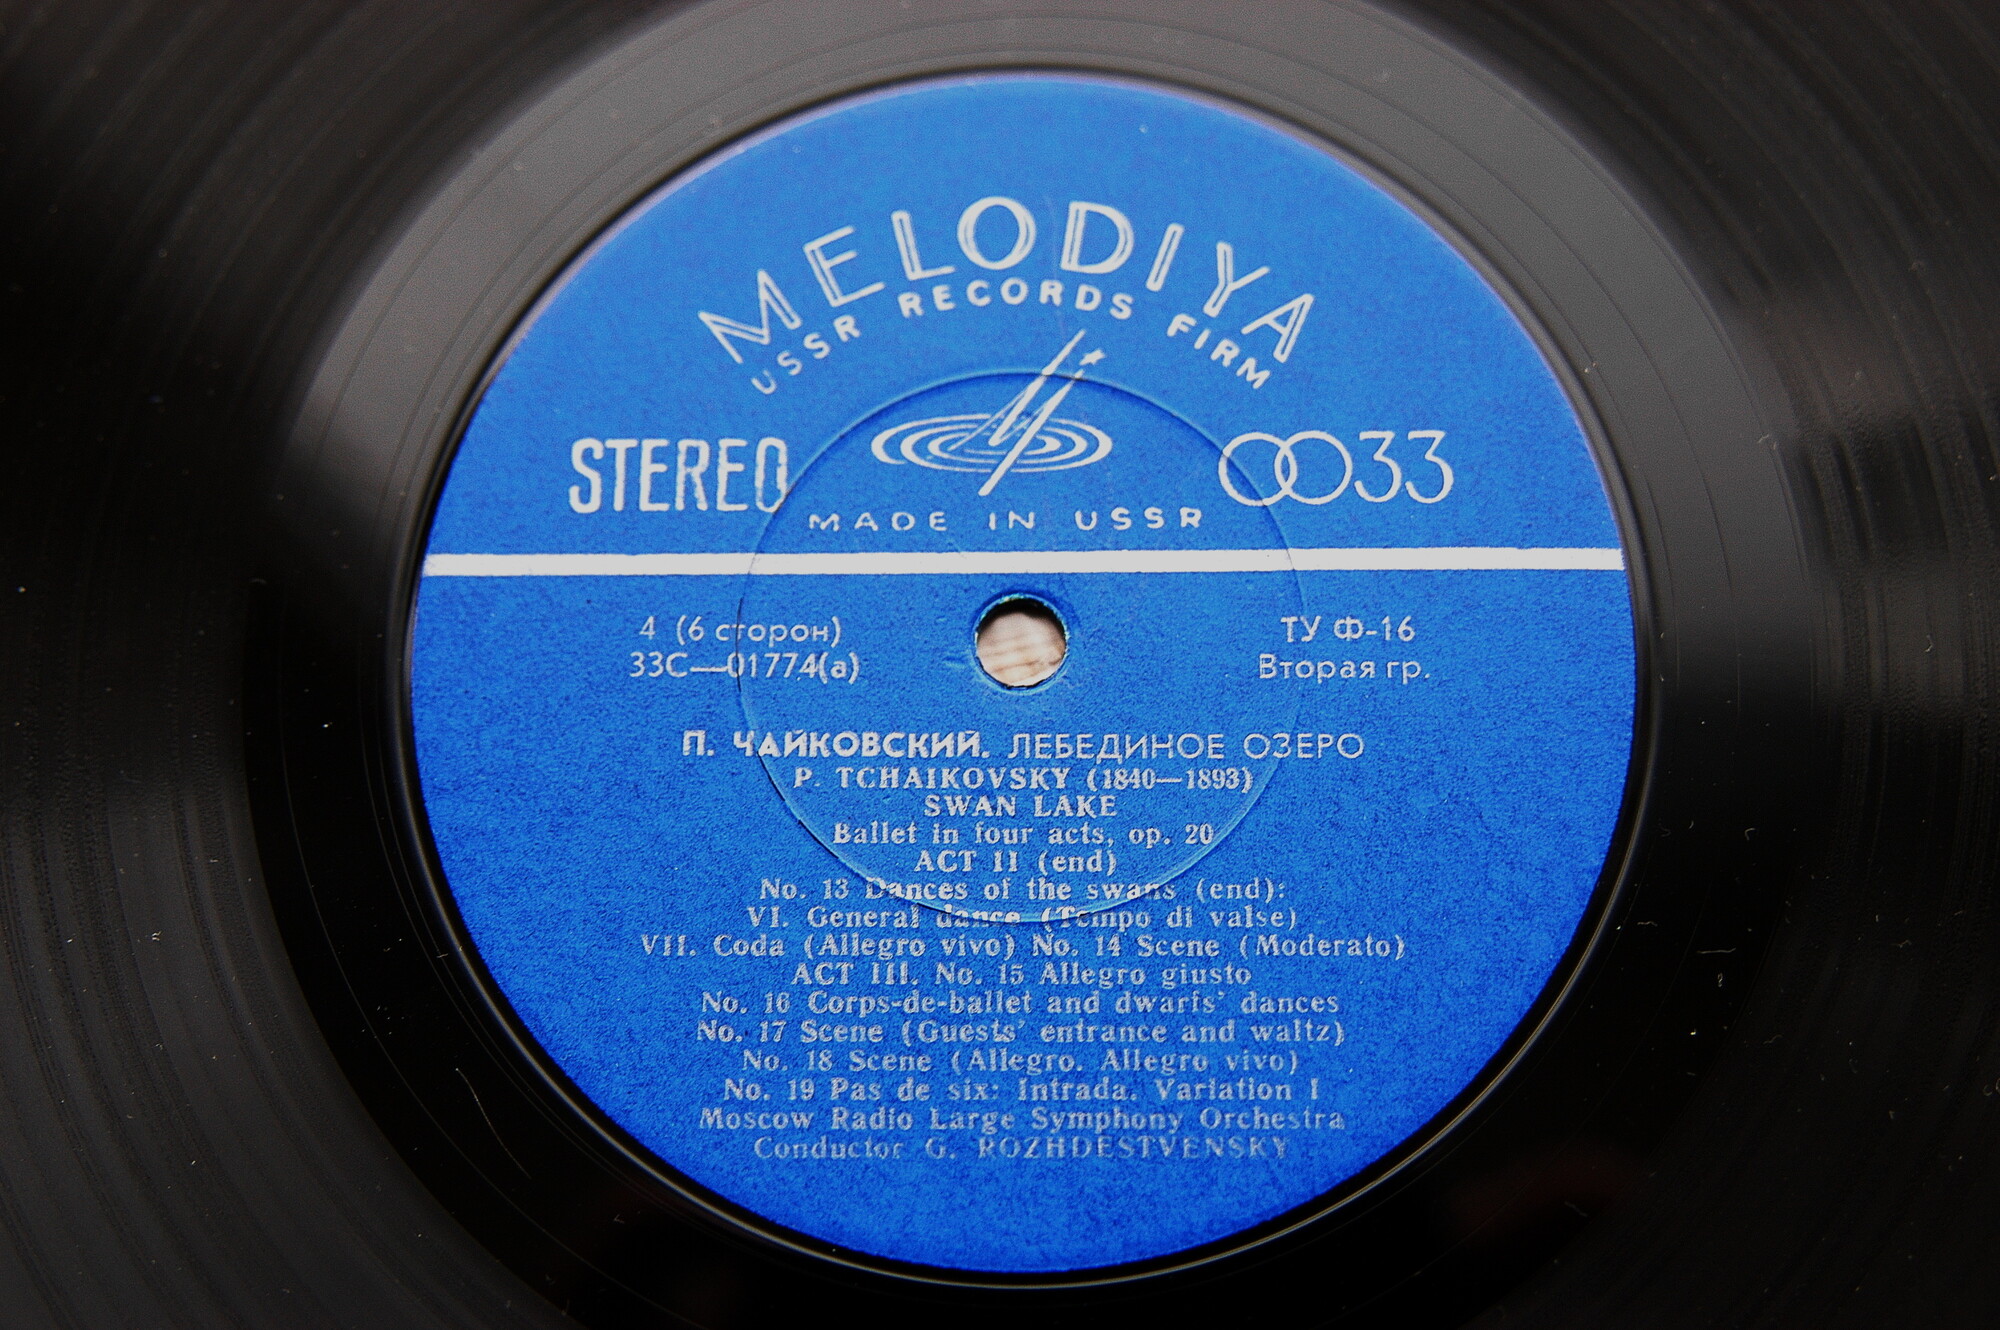 MELODIYA
USSR RECORDS FIRM
STEREO
33
MADE IN USSR
4 (6 сторон)
ТУ Ф-16
33С—01774(а)
Вторая гр.
П. ЧАЙКОВСКИЙ. ЛЕБЕДИНОЕ ОЗЕРО
P. TCHAIKOVSKY (1840—1893)
SWAN LAKE
Ballet in four acts, op. 20
ACT II (end)
No. 13 Dances of the swans (end):
VI. General dance (Tempo di valse)
VII. Coda (Allegro vivo) No. 14 Scene (Moderato)
ACT III. No. 15 Allegro giusto
No. 16 Corps-de-ballet and dwarfs' dances
No. 17 Scene (Guests' entrance and waltz)
No. 18 Scene (Allegro. Allegro vivo)
No. 19 Pas de six: Intrada. Variation I
Moscow Radio Large Symphony Orchestra
Conductor G. ROZHDESTVENSKY